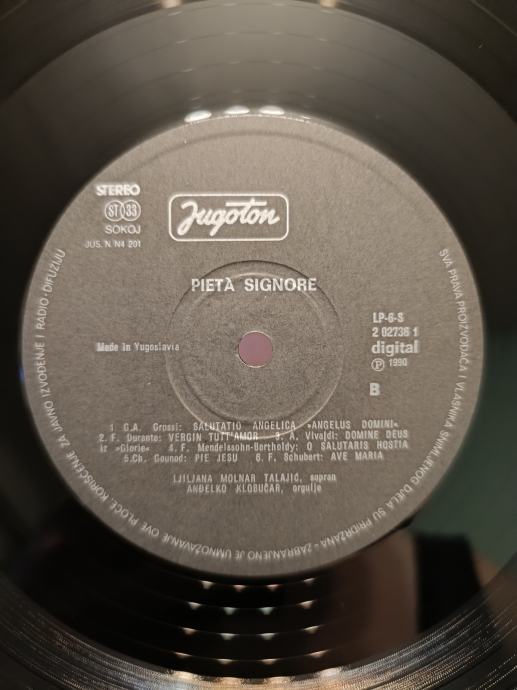 STEREO
ST 33
SOKOJ
JUS. N. N4 201
Jugoton
PIETÀ SIGNORE
LP-6-S
2 02736 1
digital
Ⓟ 1990
B
Made in Yugoslavia
1 G.A. Grossi: SALUTATIO ANGELICA »ANGELUS DOMINI«
2. F. Durante: VERGIN TUTT'AMOR 3. A. Vivaldi: DOMINE DEUS
iz »Glorie« 4. F. Mendelssohn-Bartholdy: O SALUTARIS HOSTIA
5.Ch. Gounod: PIE JESU 6. F. Schubert: AVE MARIA
LJILJANA MOLNAR TALAJIĆ, sopran
ANĐELKO KLOBUČAR, orgulje
SVA PRAVA PROIZVOĐAČA I VLASNIKA SNIMLJENOG DJELA SU PRIDRŽANA - ZABRANJENO JE UMNOŽAVANJE OVE PLOČE, KORIŠĆENJE ZA JAVNO IZVOĐENJE I RADIO-DIFUZIJU